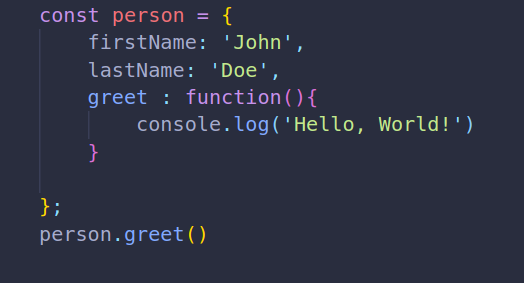 const person = {
    firstName: 'John',
    lastName: 'Doe',
    greet : function(){
        console.log('Hello, World!')
    }

};
person.greet()